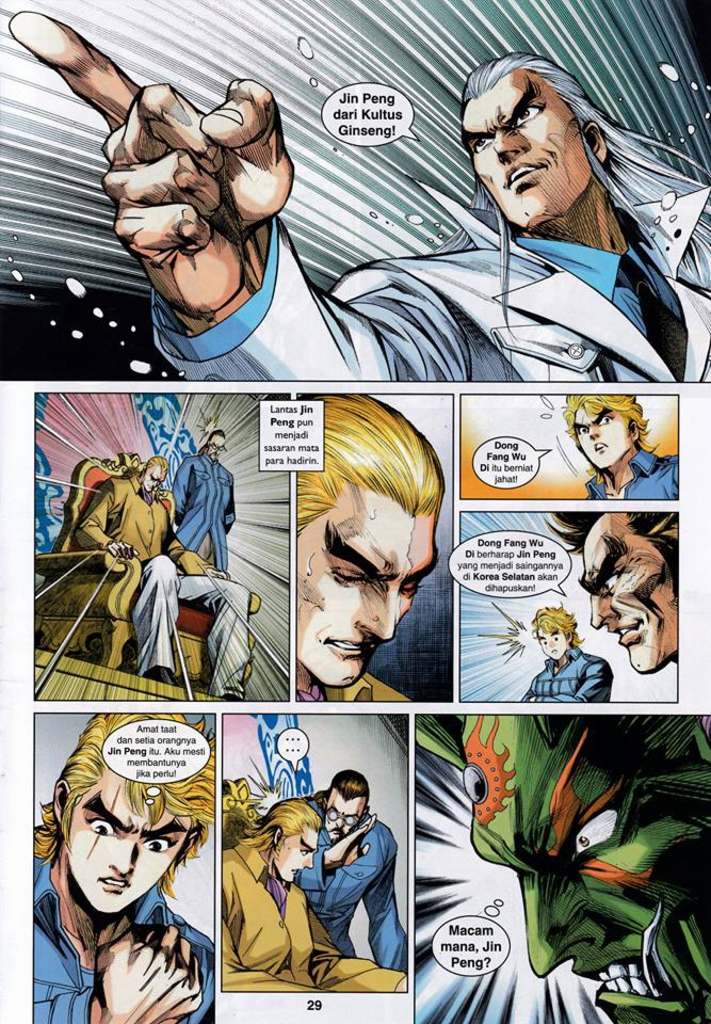 Jin Peng
dari Kultus
Ginseng!
Lantas Jin
Peng pun
menjadi
sasaran mata
para hadirin.
Dong
Fang Wu
Di itu berniat
jahat!
Dong Fang Wu
Di berharap Jin Peng
yang menjadi saingannya
di Korea Selatan akan
dihapuskan!
Amat taat
dan setia orangnya
Jin Peng itu. Aku mesti
membantunya
jika perlu!
...
...
Macam
mana, Jin
Peng?
29